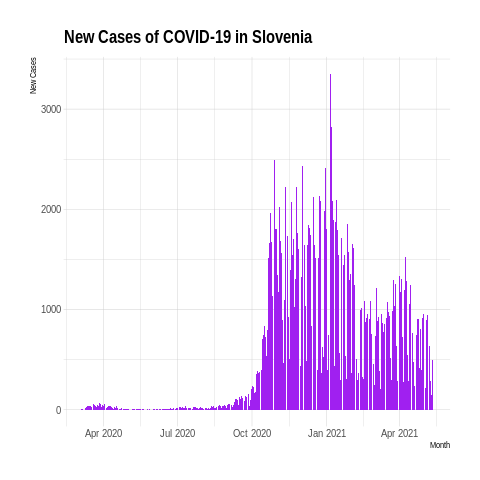 New Cases of COVID-19 in Slovenia
New Cases
3000
2000
1000
0
Apr 2020 Jul 2020 Oct 2020 Jan 2021 Apr 2021
Month